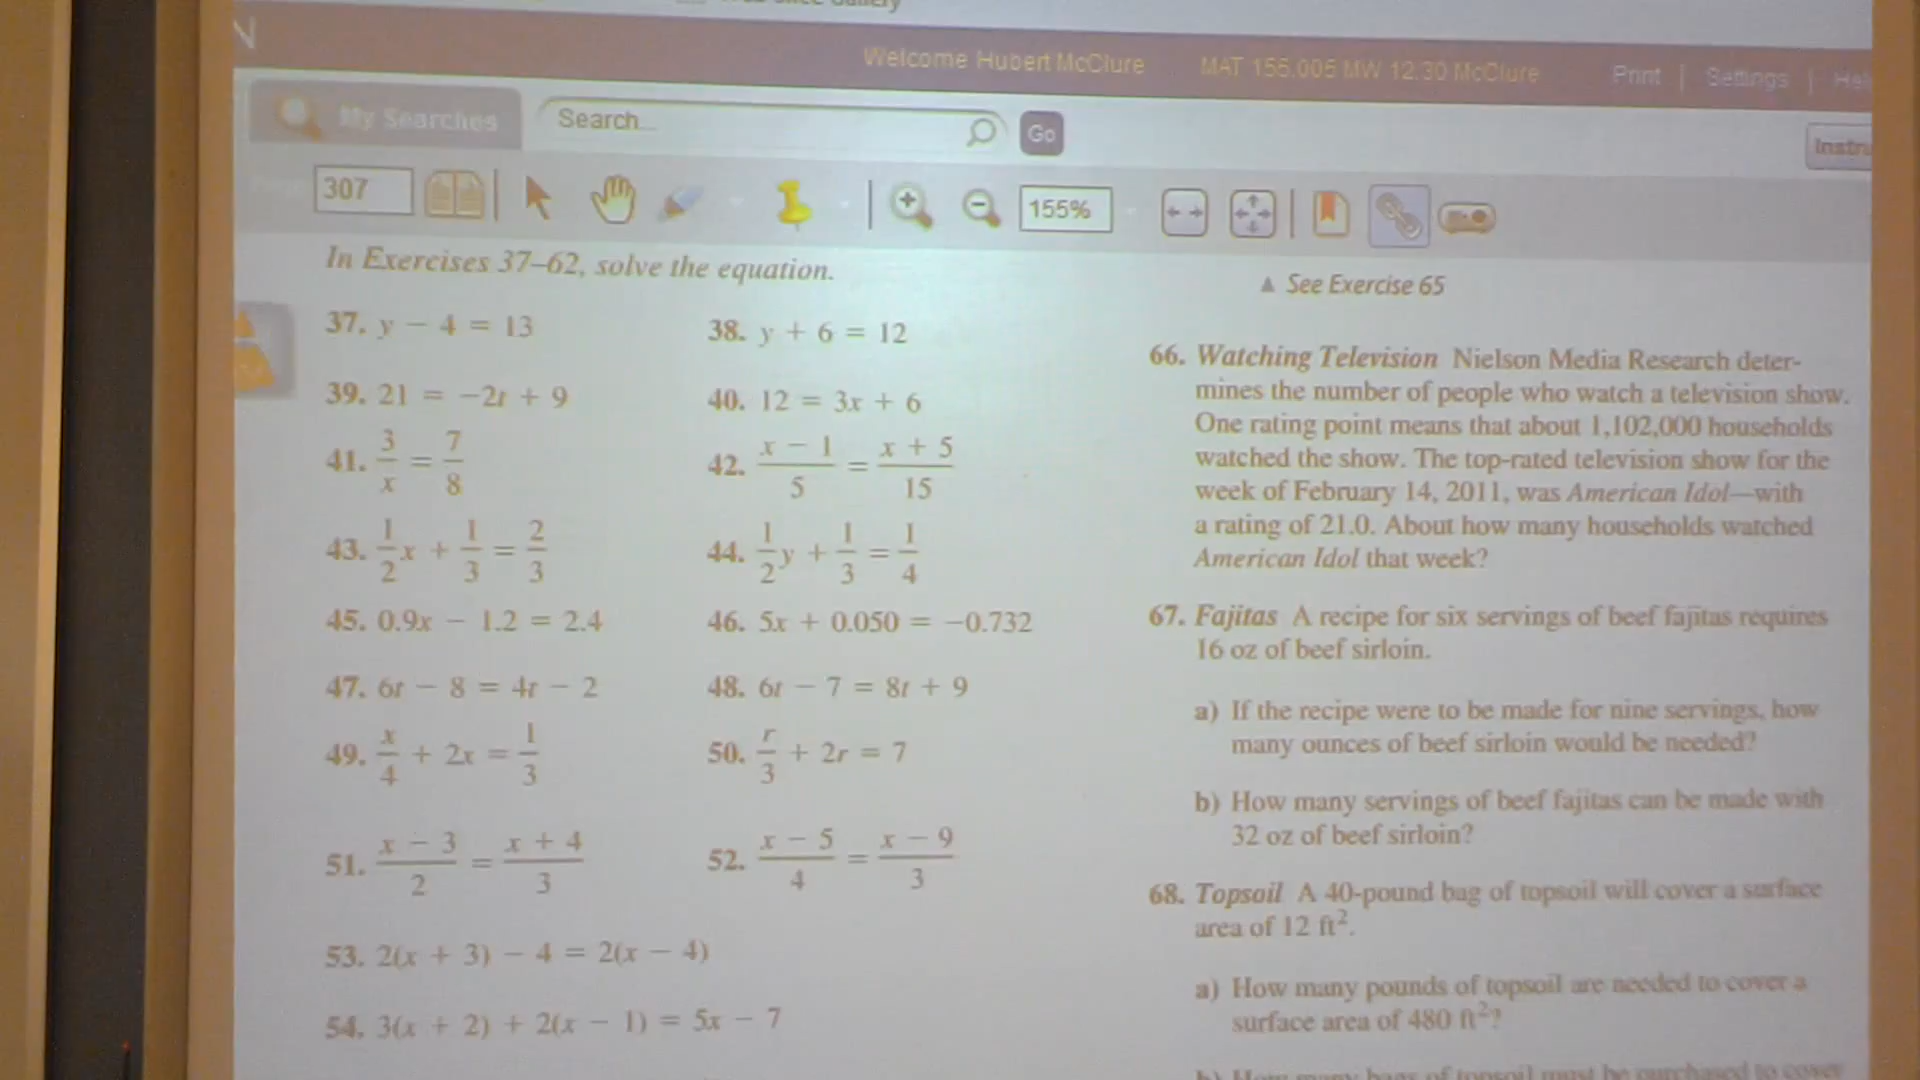 N
Welcome Hubert McClure MAT 155.005 MW 12:30 McClure Print | Settings |
My Searches Search... Go
307 155%
In Exercises 37–62, solve the equation.
37. y − 4 = 13
38. y + 6 = 12
39. 21 = −2t + 9
40. 12 = 3x + 6
41. 3/x = 7/8
42. (x − 1)/5 = (x + 5)/15
43. 1/2 x + 1/3 = 2/3
44. 1/2 y + 1/3 = 1/4
45. 0.9x − 1.2 = 2.4
46. 5x + 0.050 = −0.732
47. 6t − 8 = 4t − 2
48. 6t − 7 = 8t + 9
49. x/4 + 2x = 1/3
50. r/3 + 2r = 7
51. (x − 3)/2 = (x + 4)/3
52. (x − 5)/4 = (x − 9)/3
53. 2(x + 3) − 4 = 2(x − 4)
54. 3(x + 2) + 2(x − 1) = 5x − 7
▲ See Exercise 65
66. Watching Television Nielson Media Research deter-
mines the number of people who watch a television show.
One rating point means that about 1,102,000 households
watched the show. The top-rated television show for the
week of February 14, 2011, was American Idol—with
a rating of 21.0. About how many households watched
American Idol that week?
67. Fajitas A recipe for six servings of beef fajitas requires
16 oz of beef sirloin.
a) If the recipe were to be made for nine servings, how
many ounces of beef sirloin would be needed?
b) How many servings of beef fajitas can be made with
32 oz of beef sirloin?
68. Topsoil A 40-pound bag of topsoil will cover a surface
area of 12 ft².
a) How many pounds of topsoil are needed to cover a
surface area of 480 ft²?
b) How many bags of topsoil must be purchased to cover